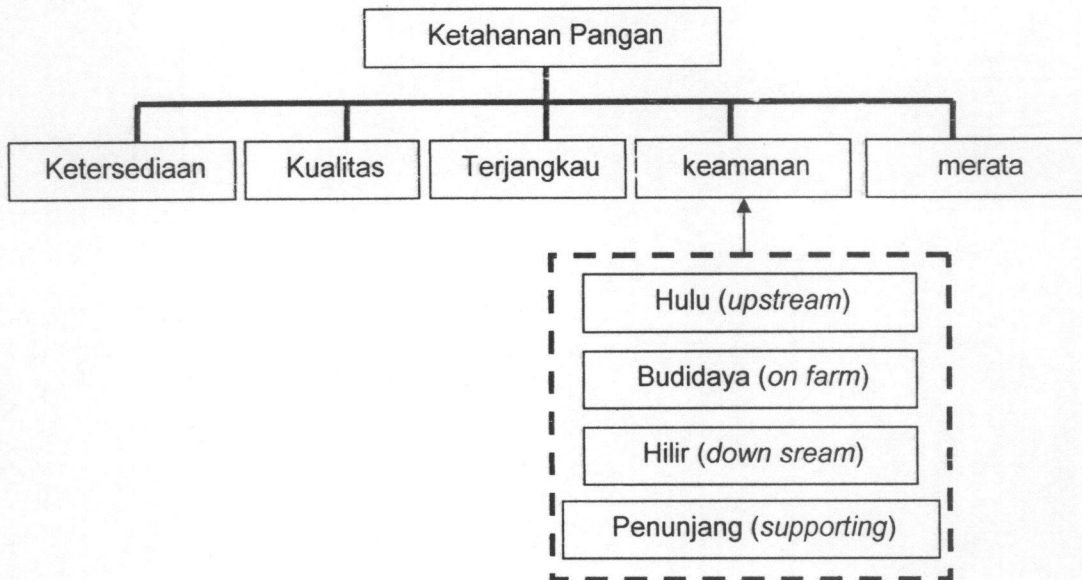 Ketahanan Pangan
Ketersediaan
Kualitas
Terjangkau
keamanan
merata
Hulu (upstream)
Budidaya (on farm)
Hilir (down sream)
Penunjang (supporting)